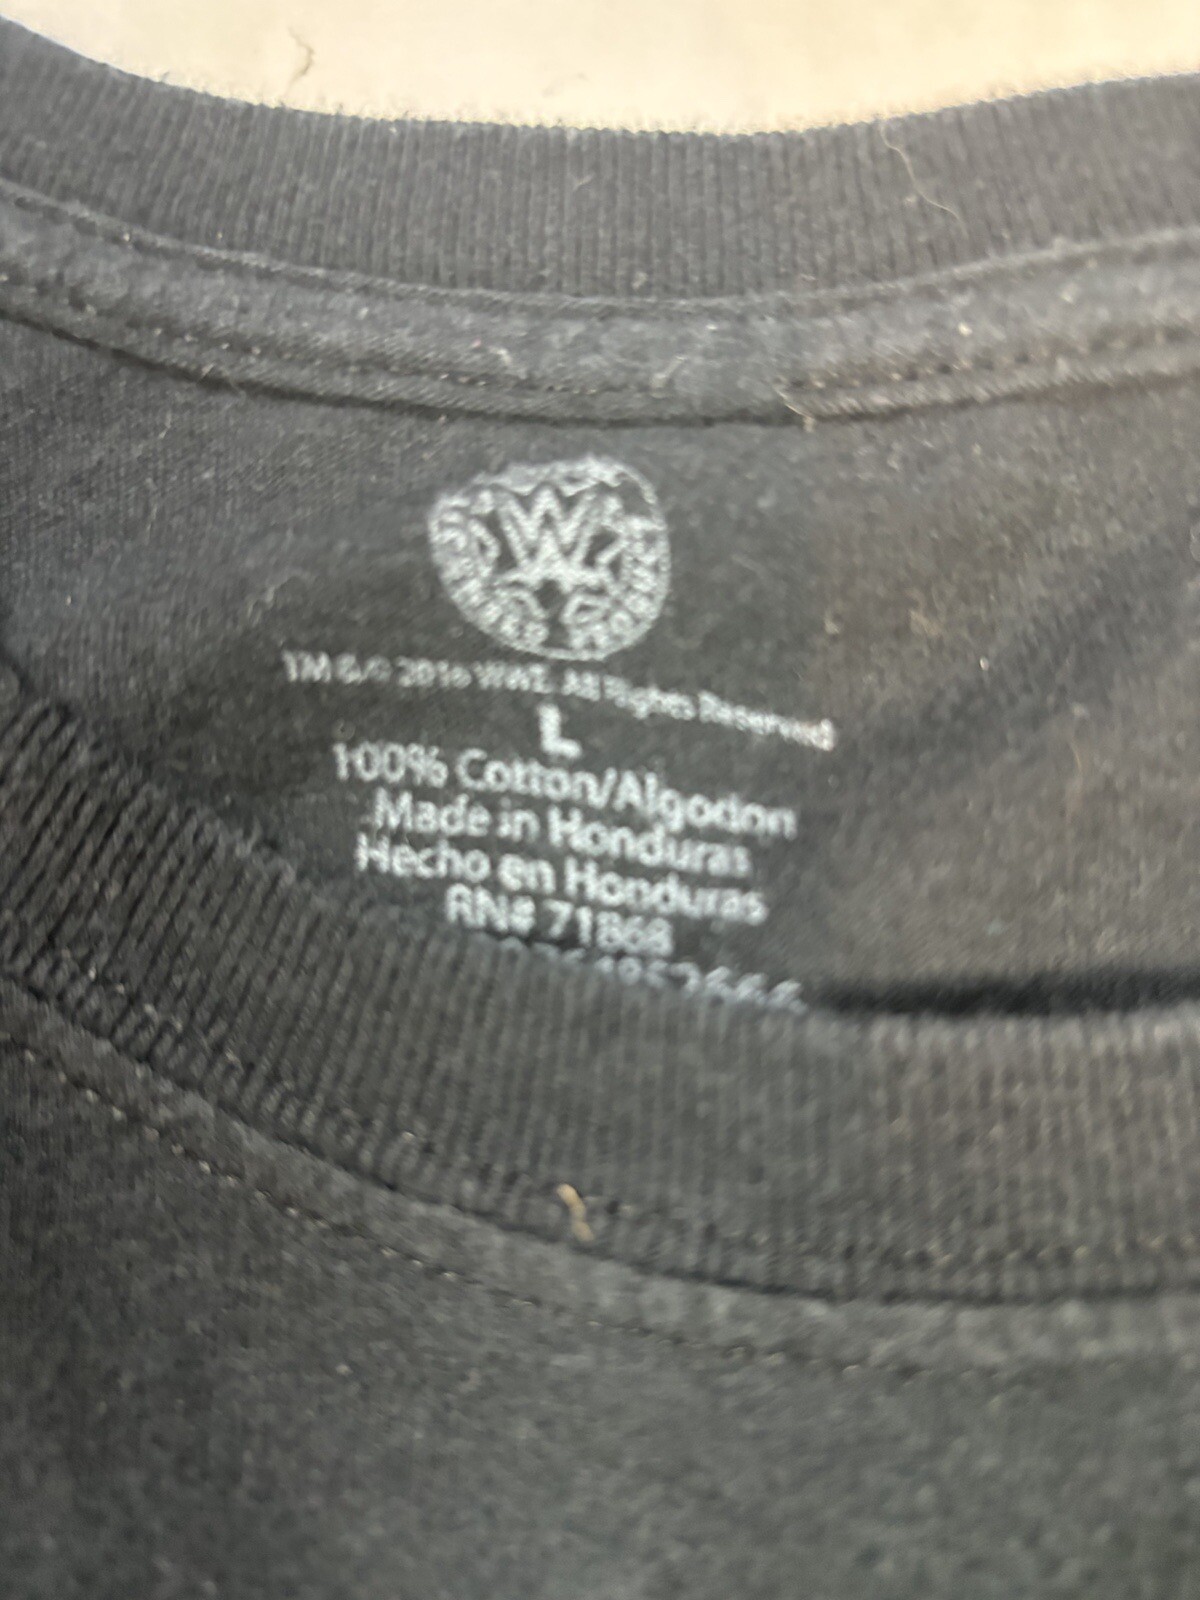 W
TM & © 2016 WWE. All Rights Reserved
L
100% Cotton/Algodon
Made in Honduras
Hecho en Honduras
RN# 71868